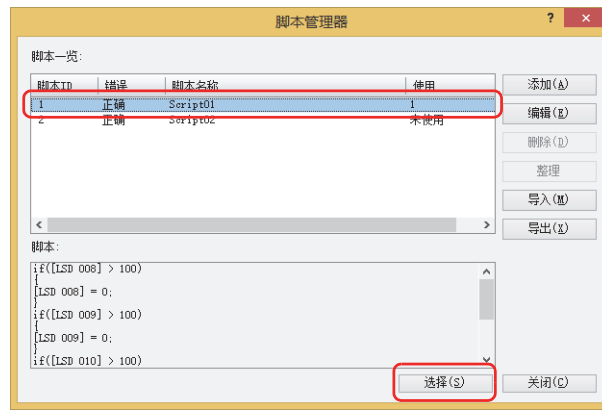 脚本管理器
? ×
脚本一览:
脚本ID 错误 脚本名称 使用
1 正确 Script01 1
2 正确 Script02 未使用
添加(A)
编辑(E)
删除(D)
整理
导入(M)
导出(X)
脚本:
if([LSD 008] > 100)
{
[LSD 008] = 0;
}
if([LSD 009] > 100)
{
[LSD 009] = 0;
}
if([LSD 010] > 100)
选择(S) 关闭(C)